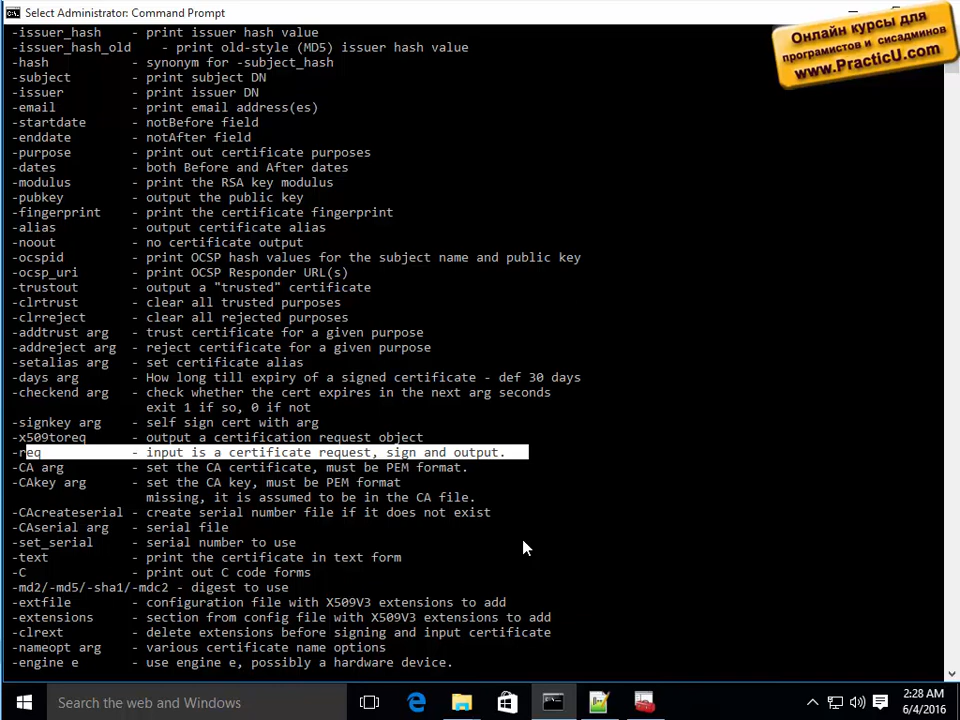 Select Administrator: Command Prompt
Онлайн курсы для
програмистов и сисадминов
www.PracticU.com
-issuer_hash - print issuer hash value
-issuer_hash_old - print old-style (MD5) issuer hash value
-hash - synonym for -subject_hash
-subject - print subject DN
-issuer - print issuer DN
-email - print email address(es)
-startdate - notBefore field
-enddate - notAfter field
-purpose - print out certificate purposes
-dates - both Before and After dates
-modulus - print the RSA key modulus
-pubkey - output the public key
-fingerprint - print the certificate fingerprint
-alias - output certificate alias
-noout - no certificate output
-ocspid - print OCSP hash values for the subject name and public key
-ocsp_uri - print OCSP Responder URL(s)
-trustout - output a "trusted" certificate
-clrtrust - clear all trusted purposes
-clrreject - clear all rejected purposes
-addtrust arg - trust certificate for a given purpose
-addreject arg - reject certificate for a given purpose
-setalias arg - set certificate alias
-days arg - How long till expiry of a signed certificate - def 30 days
-checkend arg - check whether the cert expires in the next arg seconds
exit 1 if so, 0 if not
-signkey arg - self sign cert with arg
-x509toreq - output a certification request object
-req - input is a certificate request, sign and output.
-CA arg - set the CA certificate, must be PEM format.
-CAkey arg - set the CA key, must be PEM format
missing, it is assumed to be in the CA file.
-CAcreateserial - create serial number file if it does not exist
-CAserial arg - serial file
-set_serial - serial number to use
-text - print the certificate in text form
-C - print out C code forms
-md2/-md5/-sha1/-mdc2 - digest to use
-extfile - configuration file with X509V3 extensions to add
-extensions - section from config file with X509V3 extensions to add
-clrext - delete extensions before signing and input certificate
-nameopt arg - various certificate name options
-engine e - use engine e, possibly a hardware device.
Search the web and Windows
2:28 AM
6/4/2016